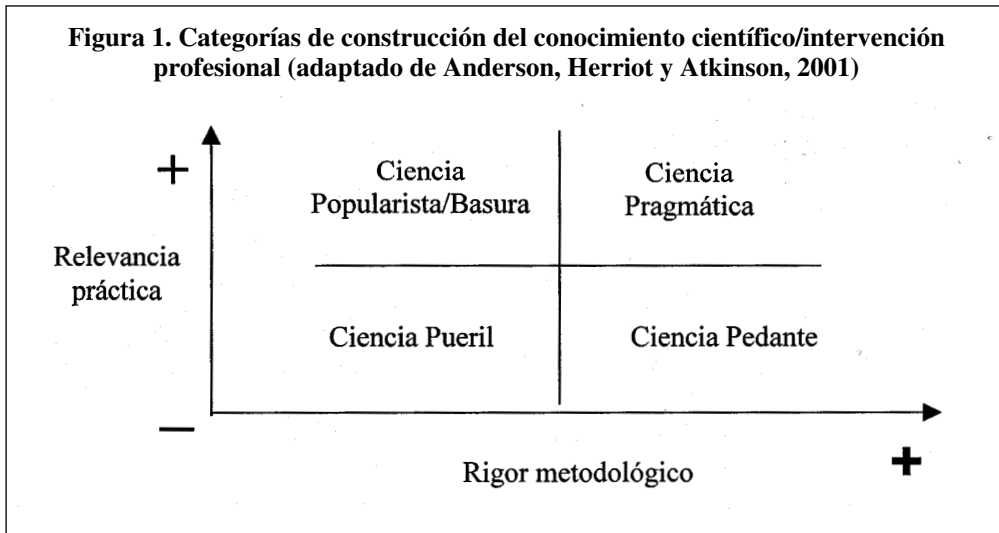 Figura 1. Categorías de construcción del conocimiento científico/intervención
profesional (adaptado de Anderson, Herriot y Atkinson, 2001)
+
Ciencia
Popularista/Basura
Ciencia
Pragmática
Relevancia
práctica
Ciencia Pueril
Ciencia Pedante
—
Rigor metodológico
+